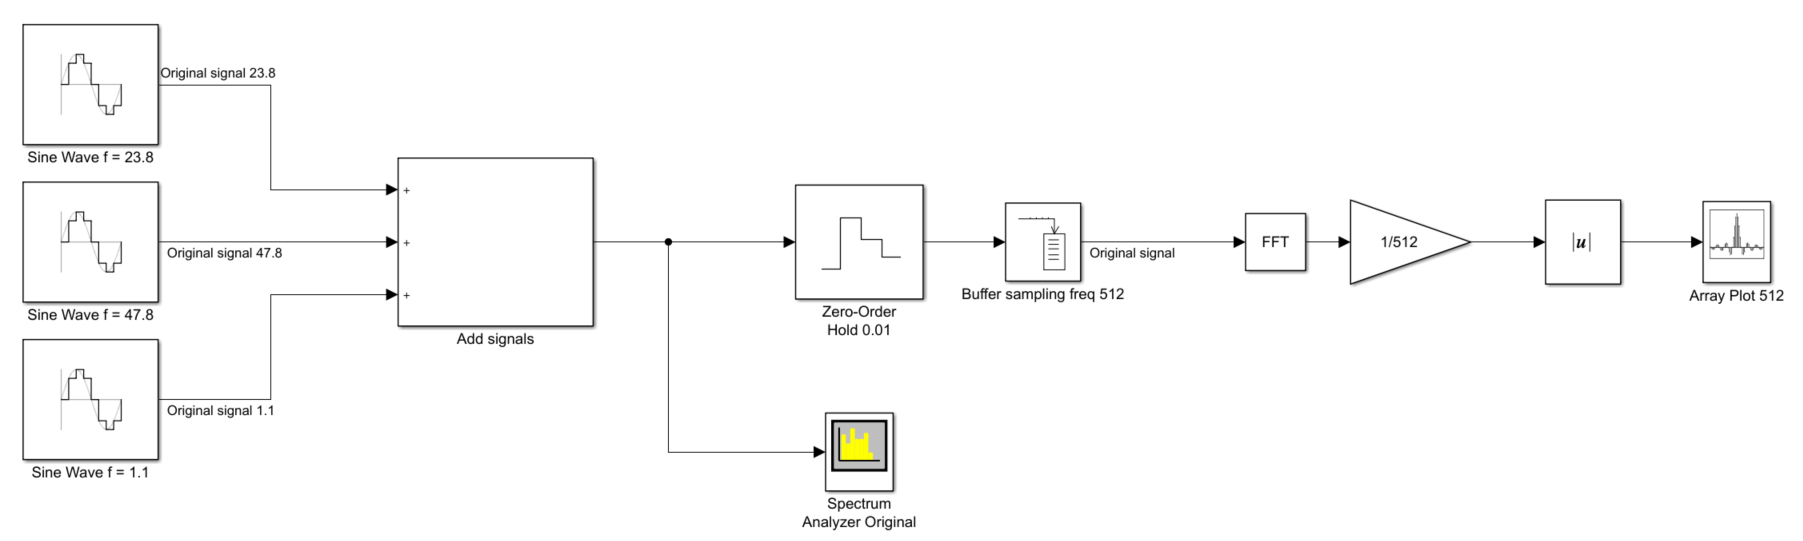 Original signal 23.8
Sine Wave f = 23.8
Original signal 47.8
Sine Wave f = 47.8
Original signal 1.1
Sine Wave f = 1.1
+
+
+
Add signals
Zero-Order
Hold 0.01
Buffer sampling freq 512
Original signal
FFT
1/512
|u|
Array Plot 512
Spectrum
Analyzer Original